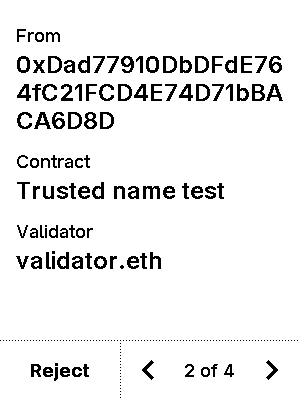 From
0xDad77910DbDFdE76
4fC21FCD4E74D71bBA
CA6D8D
Contract
Trusted name test
Validator
validator.eth
Reject
2 of 4